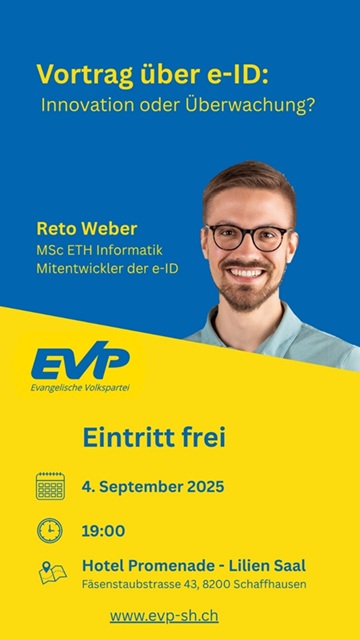 Vortrag über e-ID:
Innovation oder Überwachung?
Reto Weber
MSc ETH Informatik
Mitentwickler der e-ID
EVP
Evangelische Volkspartei
Eintritt frei
4. September 2025
19:00
Hotel Promenade - Lilien Saal
Fäsenstaubstrasse 43, 8200 Schaffhausen
www.evp-sh.ch